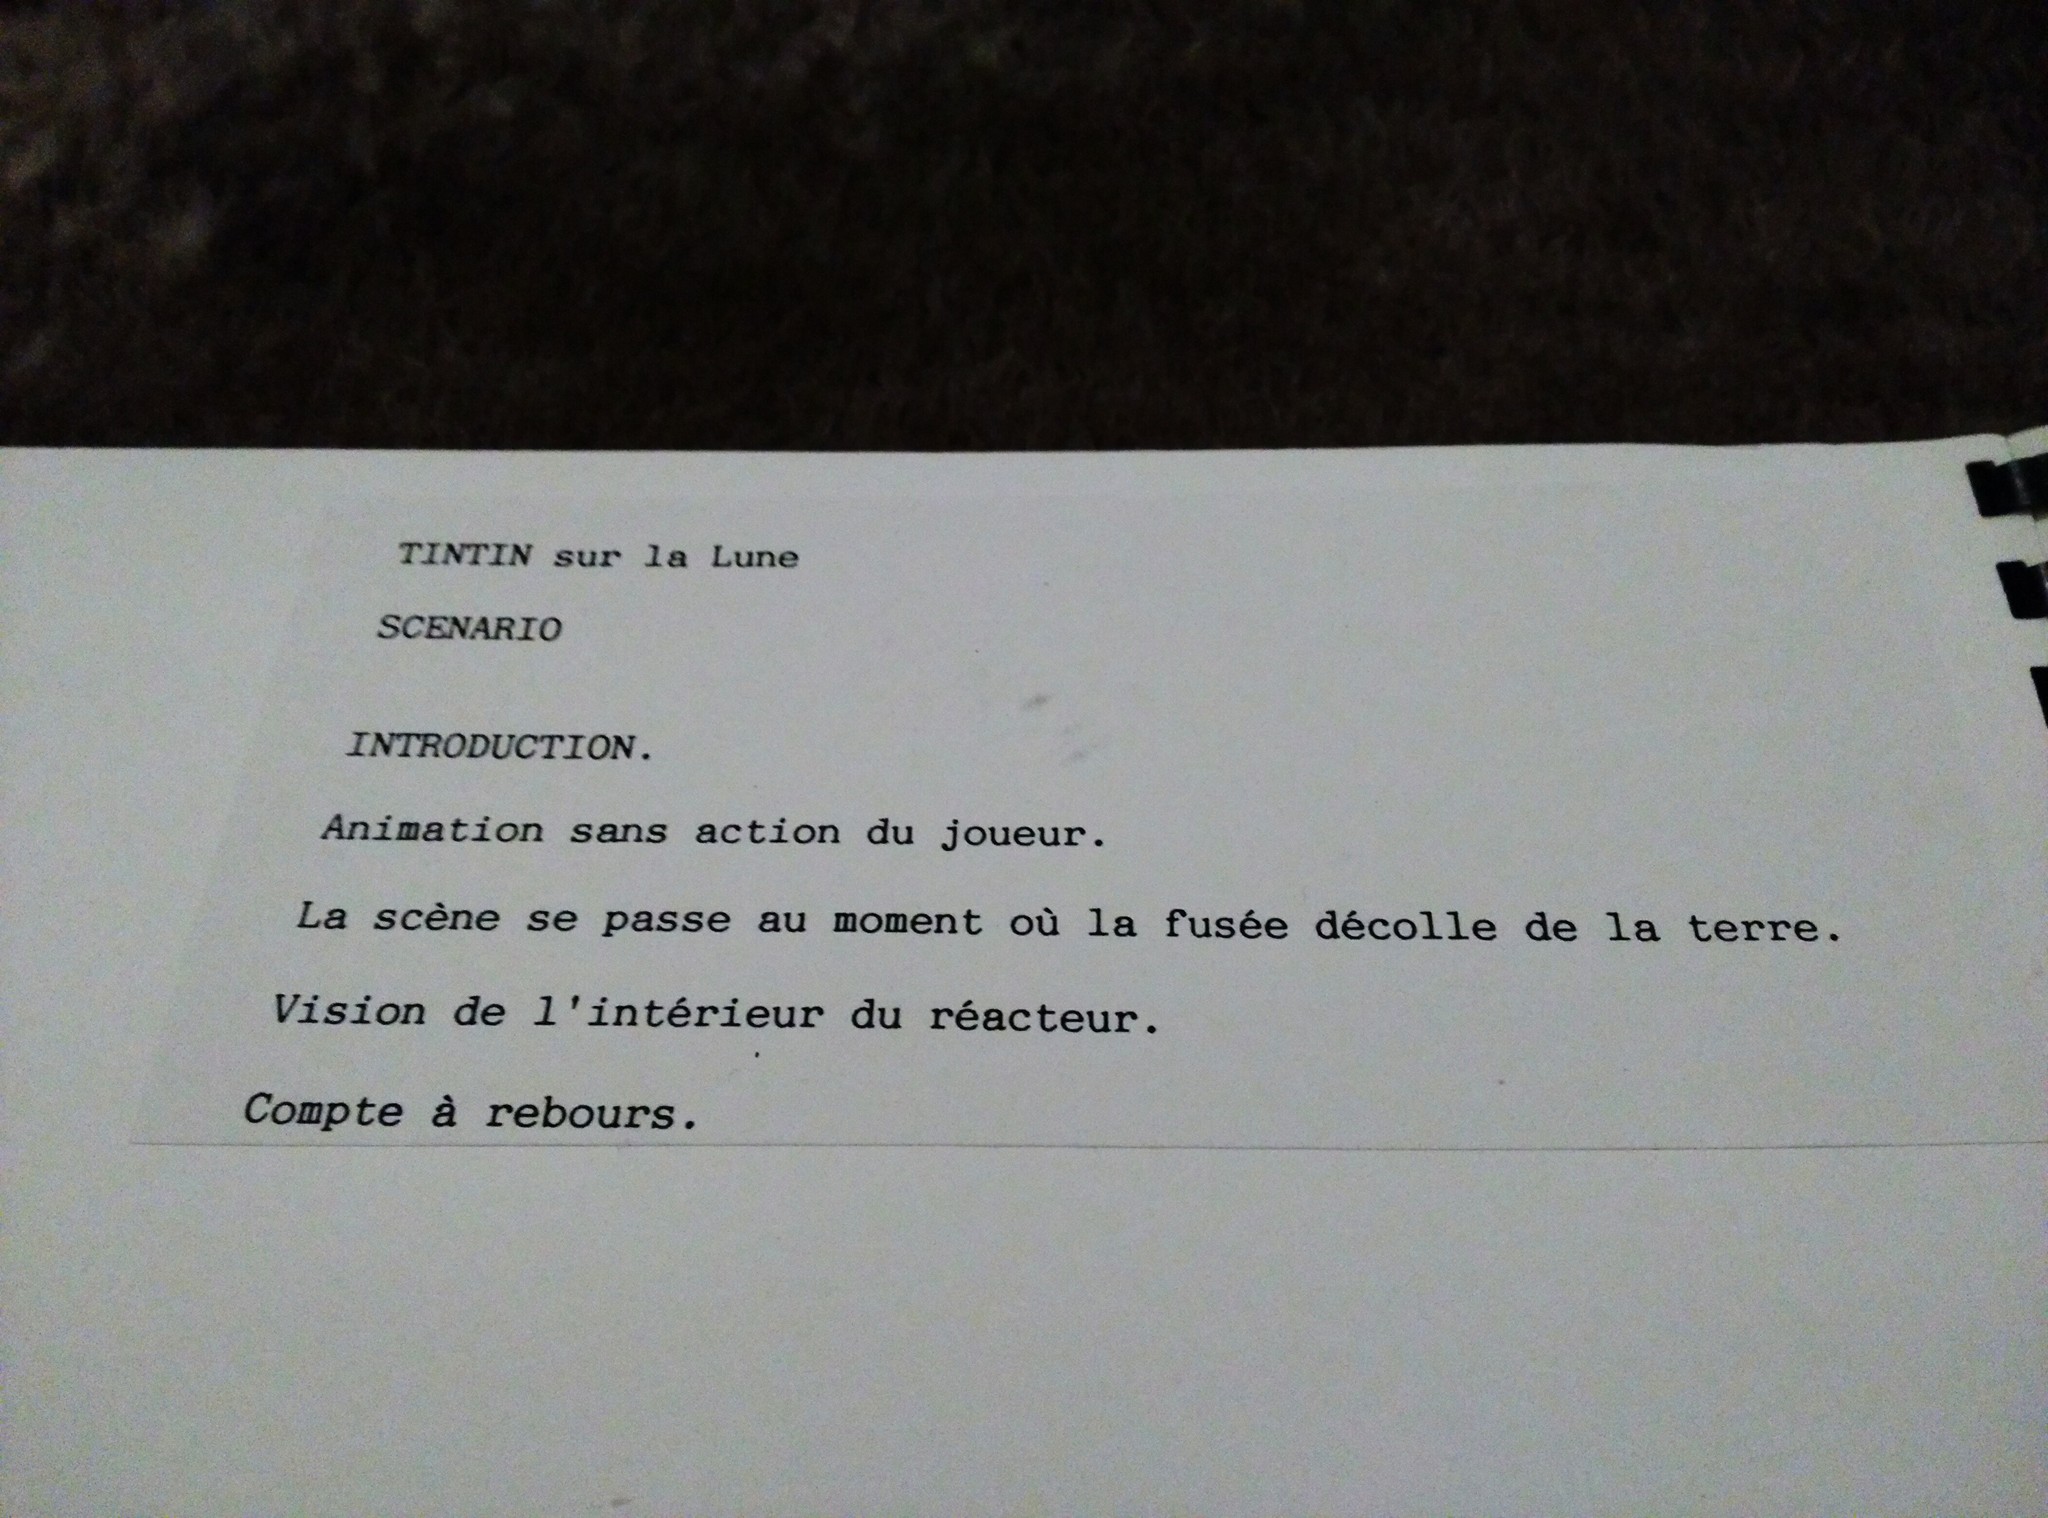 TINTIN sur la Lune
SCENARIO
INTRODUCTION.
Animation sans action du joueur.
La scène se passe au moment où la fusée décolle de la terre.
Vision de l'intérieur du réacteur.
Compte à rebours.